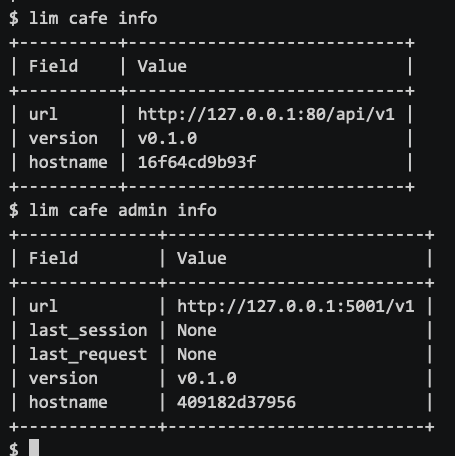 $ lim cafe info
+----------+----------------------------+
| Field    | Value                      |
+----------+----------------------------+
| url      | http://127.0.0.1:80/api/v1 |
| version  | v0.1.0                     |
| hostname | 16f64cd9b93f               |
+----------+----------------------------+
$ lim cafe admin info
+--------------+--------------------------+
| Field        | Value                    |
+--------------+--------------------------+
| url          | http://127.0.0.1:5001/v1 |
| last_session | None                     |
| last_request | None                     |
| version      | v0.1.0                   |
| hostname     | 409182d37956             |
+--------------+--------------------------+
$